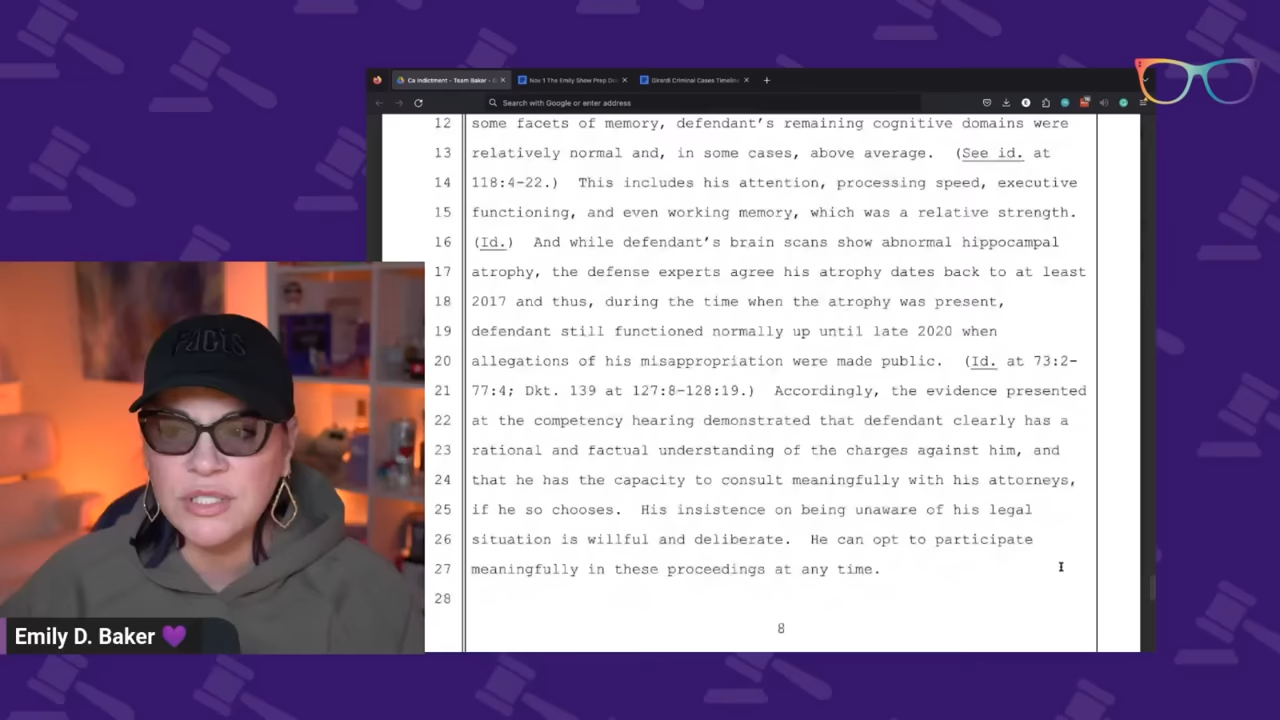 Ca Indictment - Team Baker -
Nov 1 The Emily Show Prep Do
Girardi Criminal Cases Timeline
Search with Google or enter address
12 some facets of memory, defendant's remaining cognitive domains were
13 relatively normal and, in some cases, above average. (See id. at
14 118:4-22.) This includes his attention, processing speed, executive
15 functioning, and even working memory, which was a relative strength.
16 (Id.) And while defendant's brain scans show abnormal hippocampal
17 atrophy, the defense experts agree his atrophy dates back to at least
18 2017 and thus, during the time when the atrophy was present,
19 defendant still functioned normally up until late 2020 when
20 allegations of his misappropriation were made public. (Id. at 73:2-
21 77:4; Dkt. 139 at 127:8-128:19.) Accordingly, the evidence presented
22 at the competency hearing demonstrated that defendant clearly has a
23 rational and factual understanding of the charges against him, and
24 that he has the capacity to consult meaningfully with his attorneys,
25 if he so chooses. His insistence on being unaware of his legal
26 situation is willful and deliberate. He can opt to participate
27 meaningfully in these proceedings at any time.
28
8
Facts
Emily D. Baker 💜